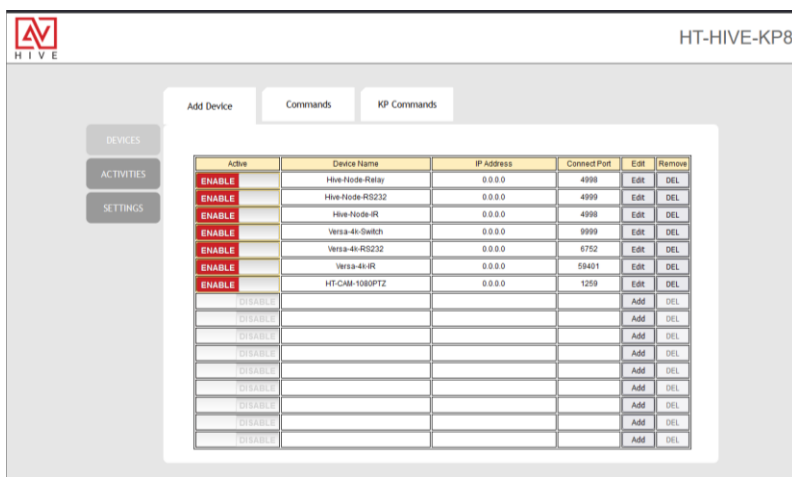 AV
HIVE
HT-HIVE-KP8
Add Device
Commands
KP Commands
DEVICES
ACTIVITIES
SETTINGS
Active Device Name IP Address Connect Port Edit Remove
ENABLE Hive-Node-Relay 0.0.0.0 4998 Edit DEL
ENABLE Hive-Node-RS232 0.0.0.0 4999 Edit DEL
ENABLE Hive-Node-IR 0.0.0.0 4998 Edit DEL
ENABLE Versa-4k-Switch 0.0.0.0 9999 Edit DEL
ENABLE Versa-4k-RS232 0.0.0.0 6752 Edit DEL
ENABLE Versa-4k-IR 0.0.0.0 59401 Edit DEL
ENABLE HT-CAM-1080PTZ 0.0.0.0 1259 Edit DEL
DISABLE Add DEL
DISABLE Add DEL
DISABLE Add DEL
DISABLE Add DEL
DISABLE Add DEL
DISABLE Add DEL
DISABLE Add DEL
DISABLE Add DEL
DISABLE Add DEL